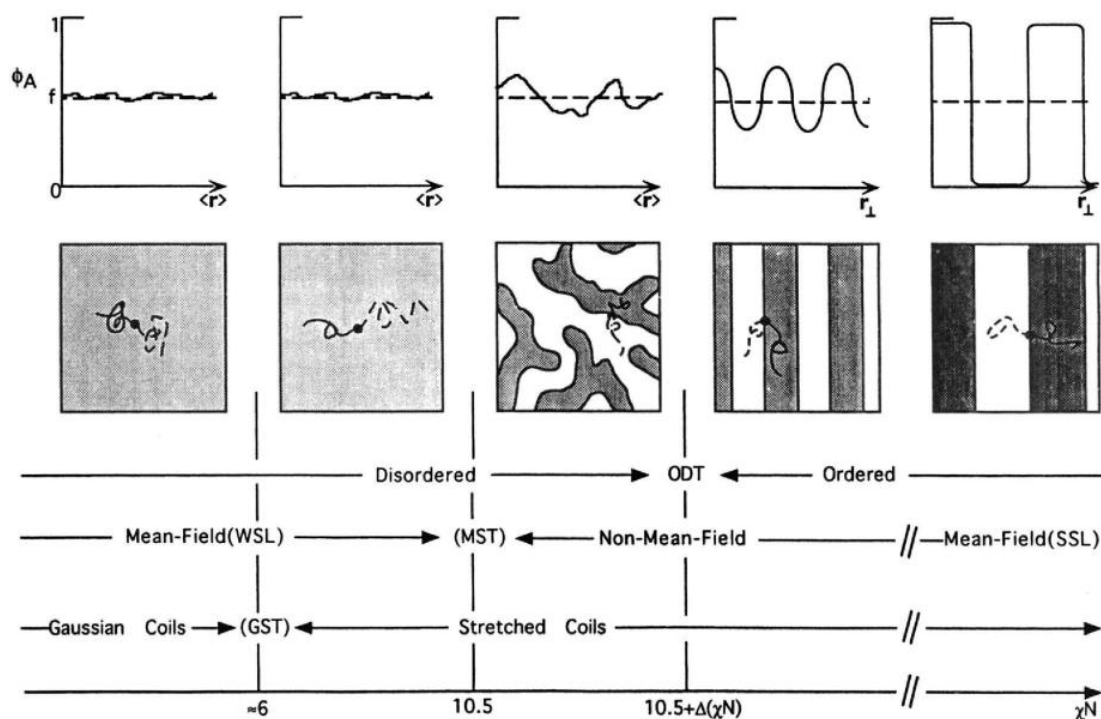 1
ϕA
f
0
⟨r⟩
⟨r⟩
⟨r⟩
r⊥
r⊥
Disordered ODT Ordered
Mean-Field(WSL) (MST) Non-Mean-Field Mean-Field(SSL)
Gaussian Coils (GST) Stretched Coils
≈6 10.5 10.5+Δ(χN) χN